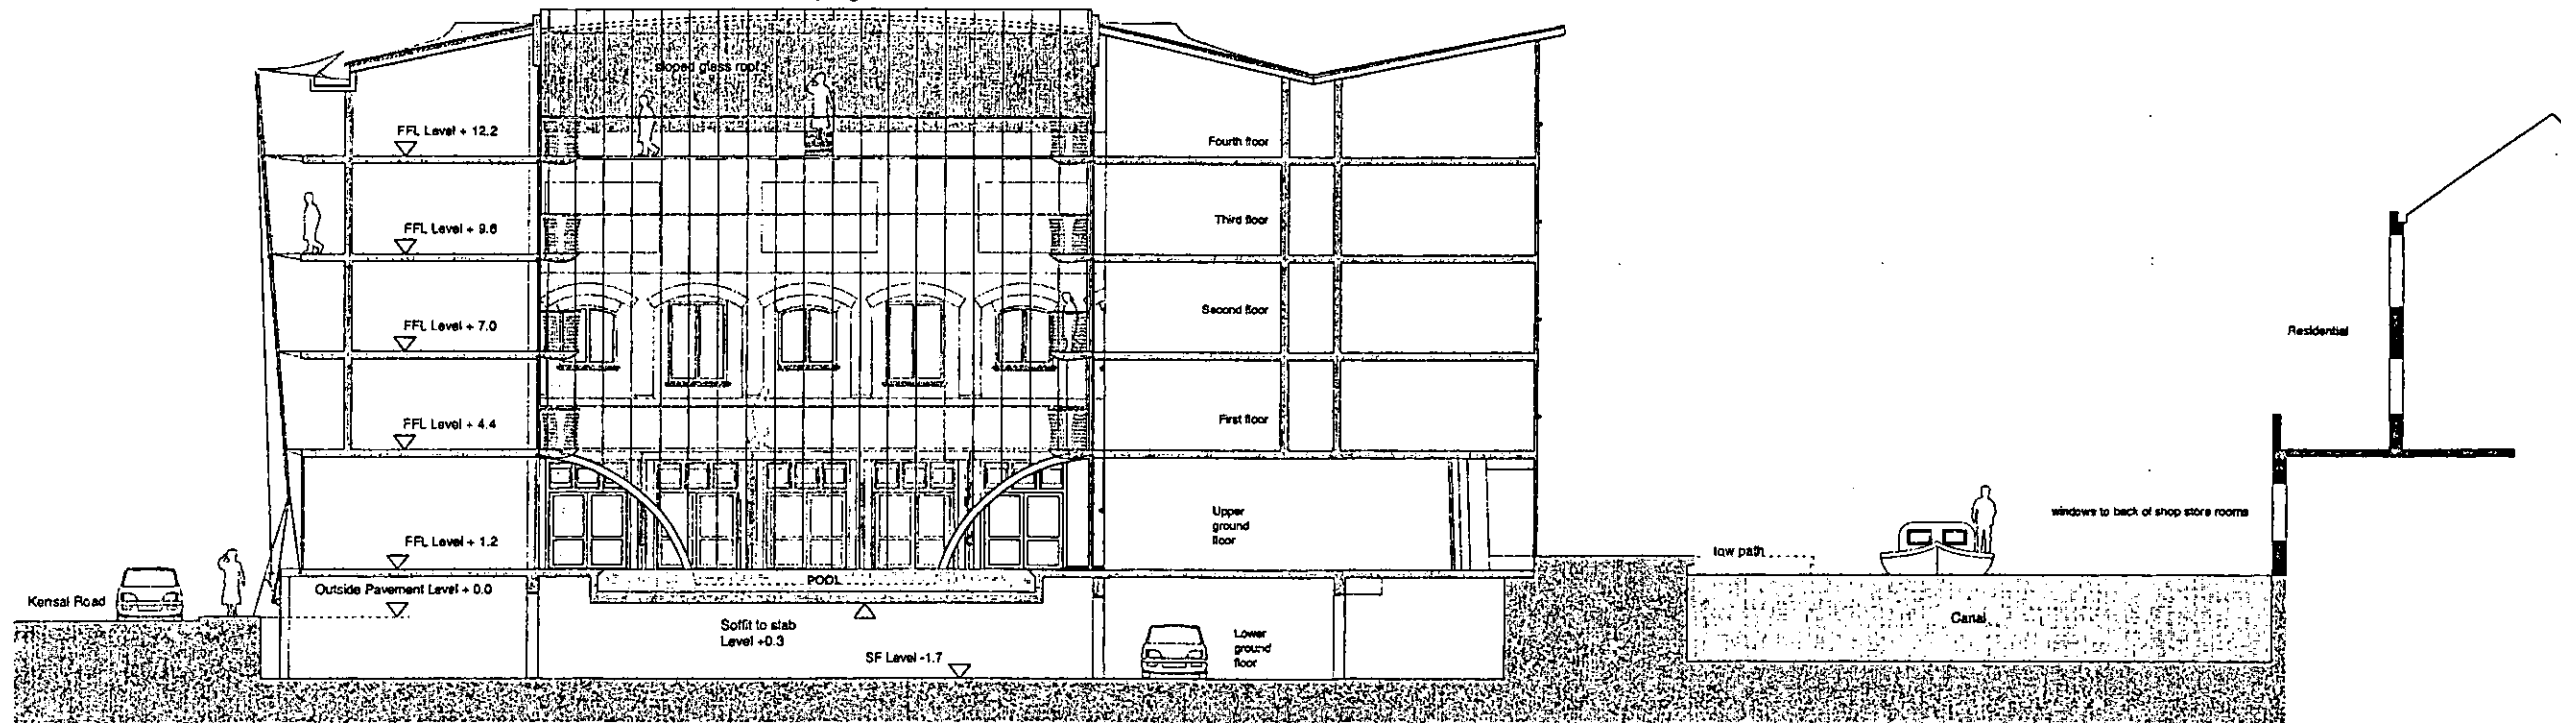 sloped glass roof
FFL Level + 12.2
Fourth floor
FFL Level + 9.6
Third floor
FFL Level + 7.0
Second floor
Residential
FFL Level + 4.4
First floor
Upper
ground
floor
windows to back of shop store rooms
FFL Level + 1.2
tow path
POOL
Outside Pavement Level + 0.0
Kensal Road
Soffit to slab
Level +0.3
Canal
Lower
ground
floor
SF Level -1.7